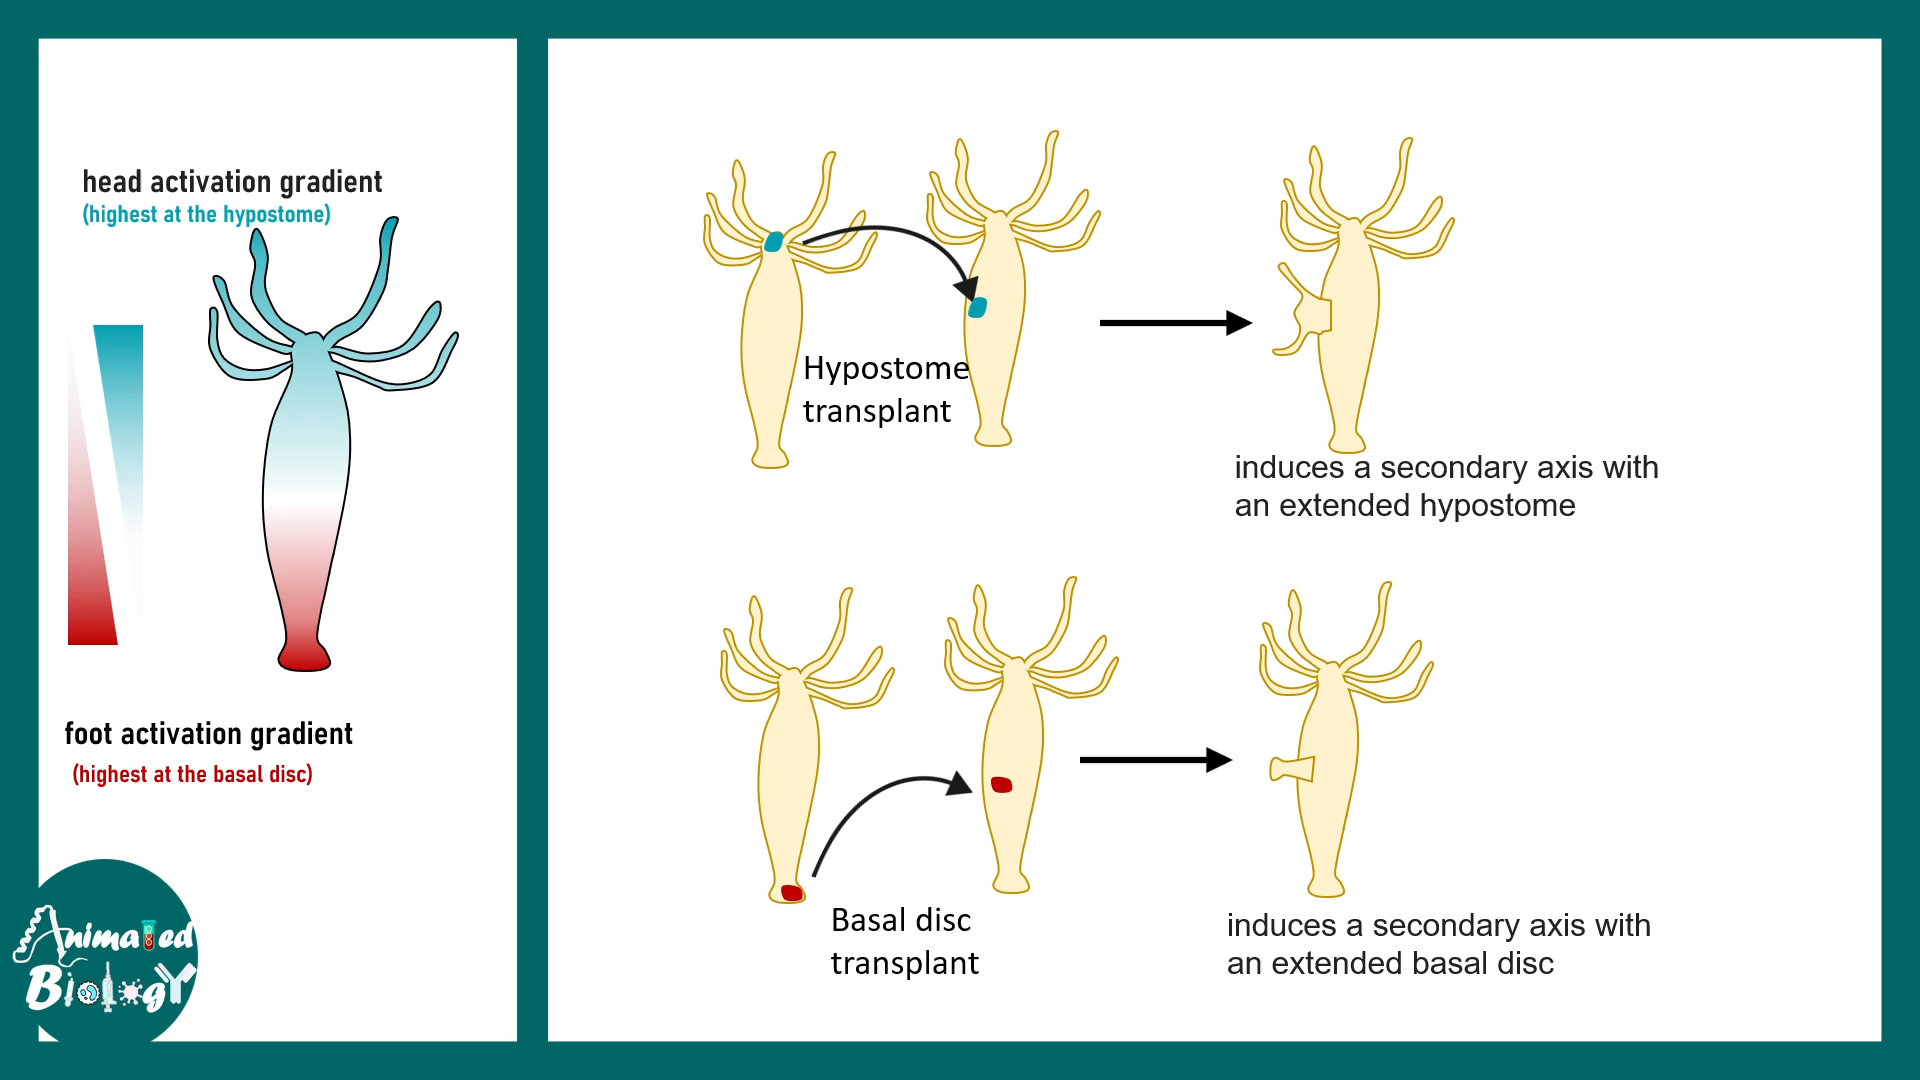 head activation gradient
(highest at the hypostome)
foot activation gradient
(highest at the basal disc)
Animated
Biology
Hypostome
transplant
induces a secondary axis with
an extended hypostome
Basal disc
transplant
induces a secondary axis with
an extended basal disc